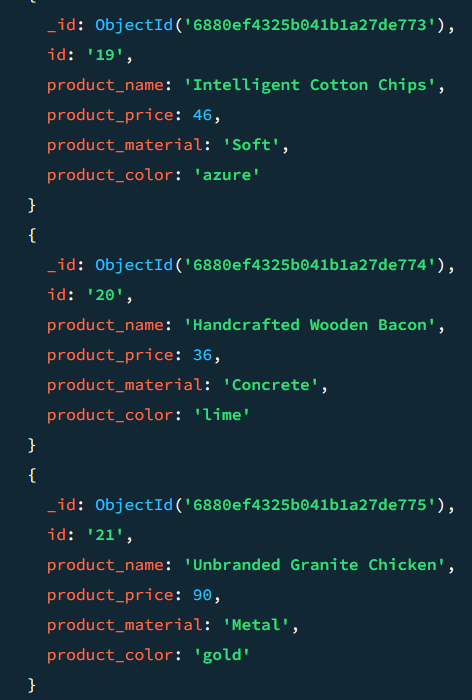 {
_id: ObjectId('6880ef4325b041b1a27de773'),
id: '19',
product_name: 'Intelligent Cotton Chips',
product_price: 46,
product_material: 'Soft',
product_color: 'azure'
}
{
_id: ObjectId('6880ef4325b041b1a27de774'),
id: '20',
product_name: 'Handcrafted Wooden Bacon',
product_price: 36,
product_material: 'Concrete',
product_color: 'lime'
}
{
_id: ObjectId('6880ef4325b041b1a27de775'),
id: '21',
product_name: 'Unbranded Granite Chicken',
product_price: 90,
product_material: 'Metal',
product_color: 'gold'
}